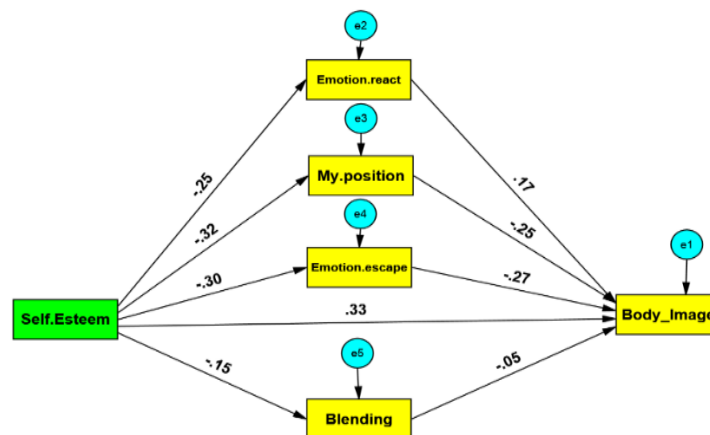 e2
Emotion.react
e3
-.25
My.position
.17
-.32
e4
-.25
e1
-.30
Emotion.escape
-.27
Self.Esteem
.33
Body_Image
-.15
e5
-.05
Blending